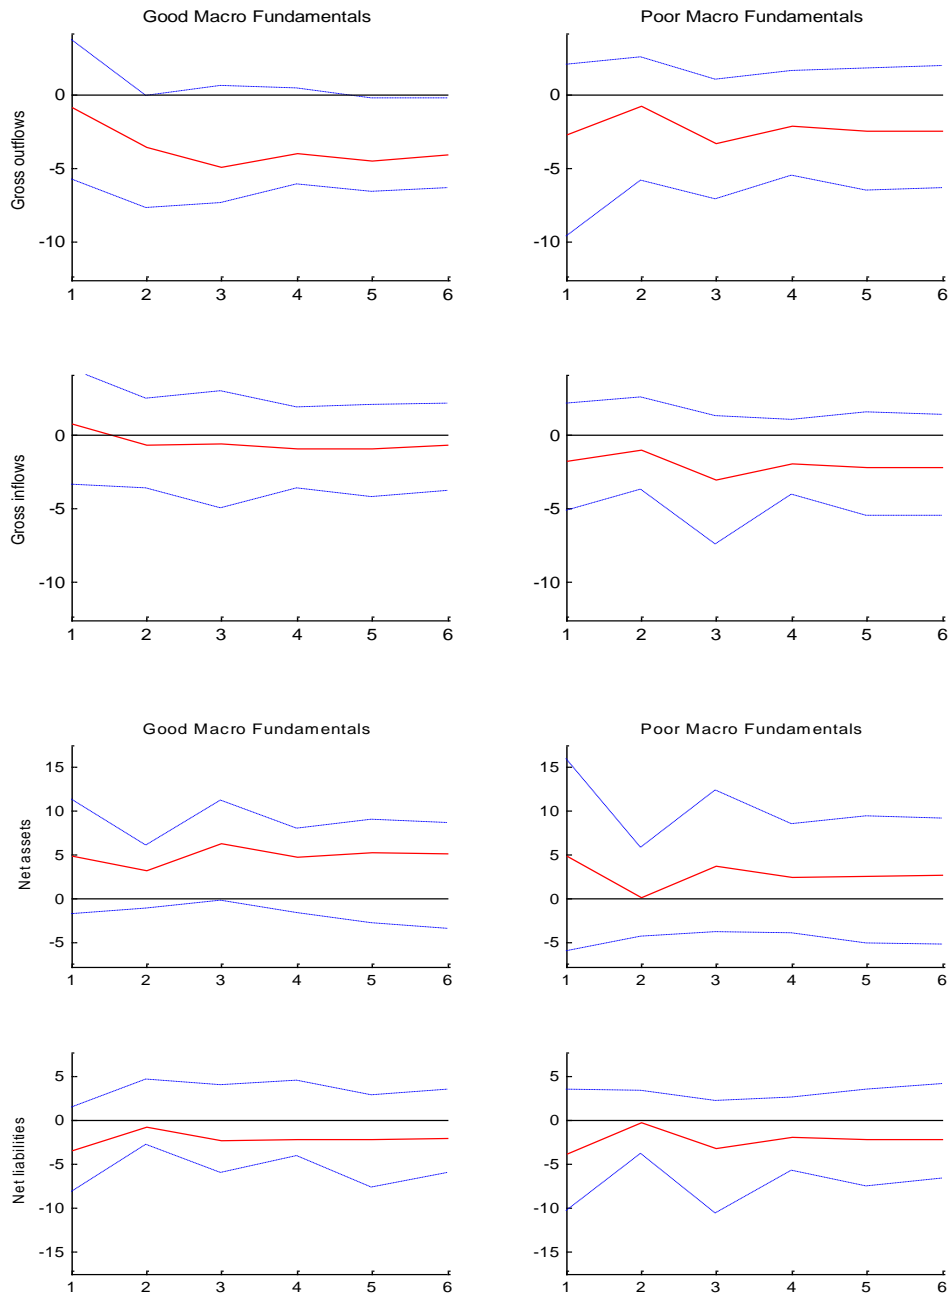 Good Macro Fundamentals
Poor Macro Fundamentals
Gross outflows
0
-5
-10
1 2 3 4 5 6
0
-5
-10
1 2 3 4 5 6
Gross inflows
0
-5
-10
1 2 3 4 5 6
0
-5
-10
1 2 3 4 5 6
Good Macro Fundamentals
Poor Macro Fundamentals
Net assets
15
10
5
0
-5
1 2 3 4 5 6
15
10
5
0
-5
1 2 3 4 5 6
Net liabilities
5
0
-5
-10
-15
1 2 3 4 5 6
5
0
-5
-10
-15
1 2 3 4 5 6